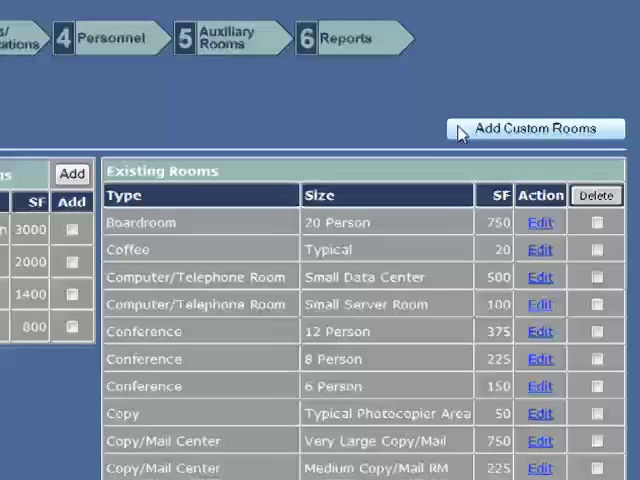 s/
ations
4 Personnel
5 Auxiliary
Rooms
6 Reports
Add Custom Rooms
ns Add
SF Add
n 3000
2000
1400
800
Existing Rooms
Type Size SF Action Delete
Boardroom 20 Person 750 Edit
Coffee Typical 20 Edit
Computer/Telephone Room Small Data Center 500 Edit
Computer/Telephone Room Small Server Room 100 Edit
Conference 12 Person 375 Edit
Conference 8 Person 225 Edit
Conference 6 Person 150 Edit
Copy Typical Photocopier Area 50 Edit
Copy/Mail Center Very Large Copy/Mail 750 Edit
Copy/Mail Center Medium Copy/Mail RM 225 Edit